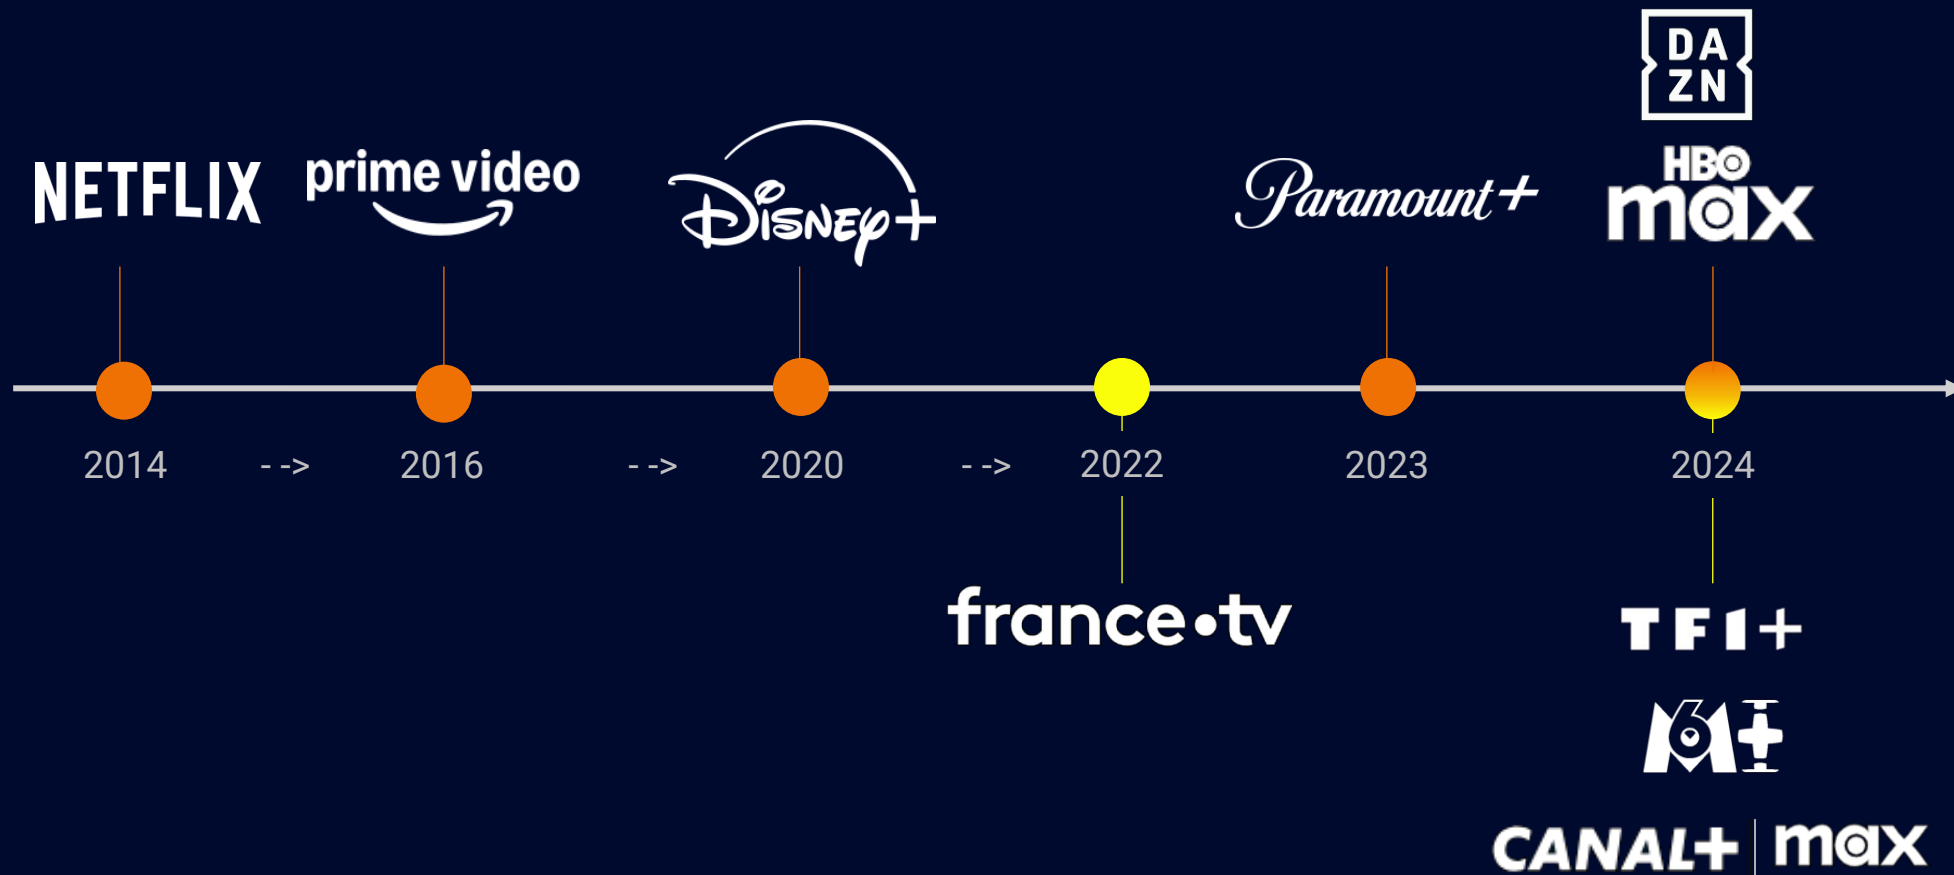 NETFLIX
prime video
Disney+
Paramount+
DA
ZN
HBO
max
2014 - -> 2016 - -> 2020 - -> 2022 2023 2024
france•tv
TF1+
M6+
CANAL+ | max